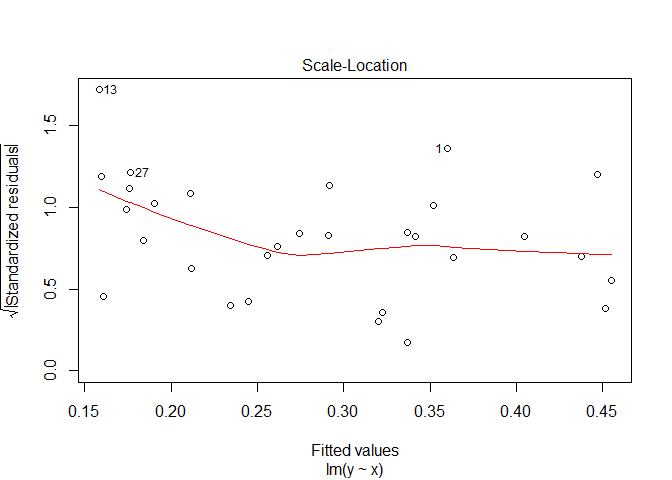 Scale-Location
√|Standardized residuals|
1.5
1.0
0.5
0.0
13
27
1
0.15 0.20 0.25 0.30 0.35 0.40 0.45
Fitted values
lm(y ~ x)